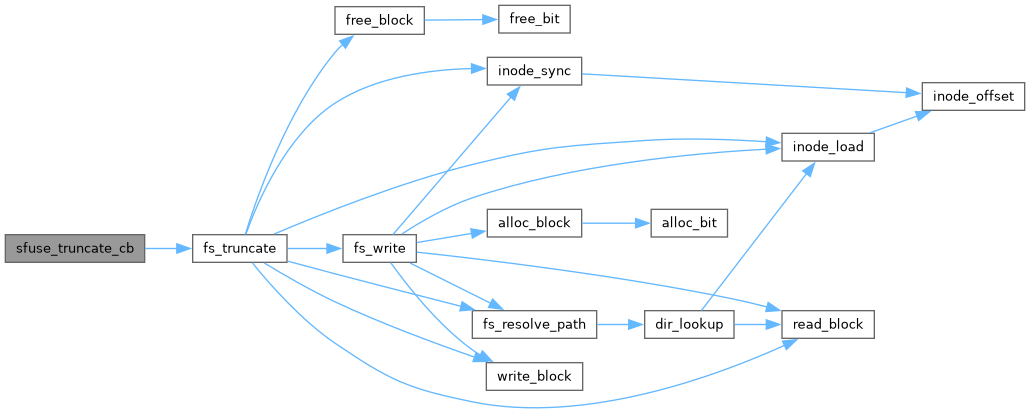 free_block
free_bit
inode_sync
inode_offset
inode_load
alloc_block
alloc_bit
sfuse_truncate_cb
fs_truncate
fs_write
fs_resolve_path
dir_lookup
read_block
write_block